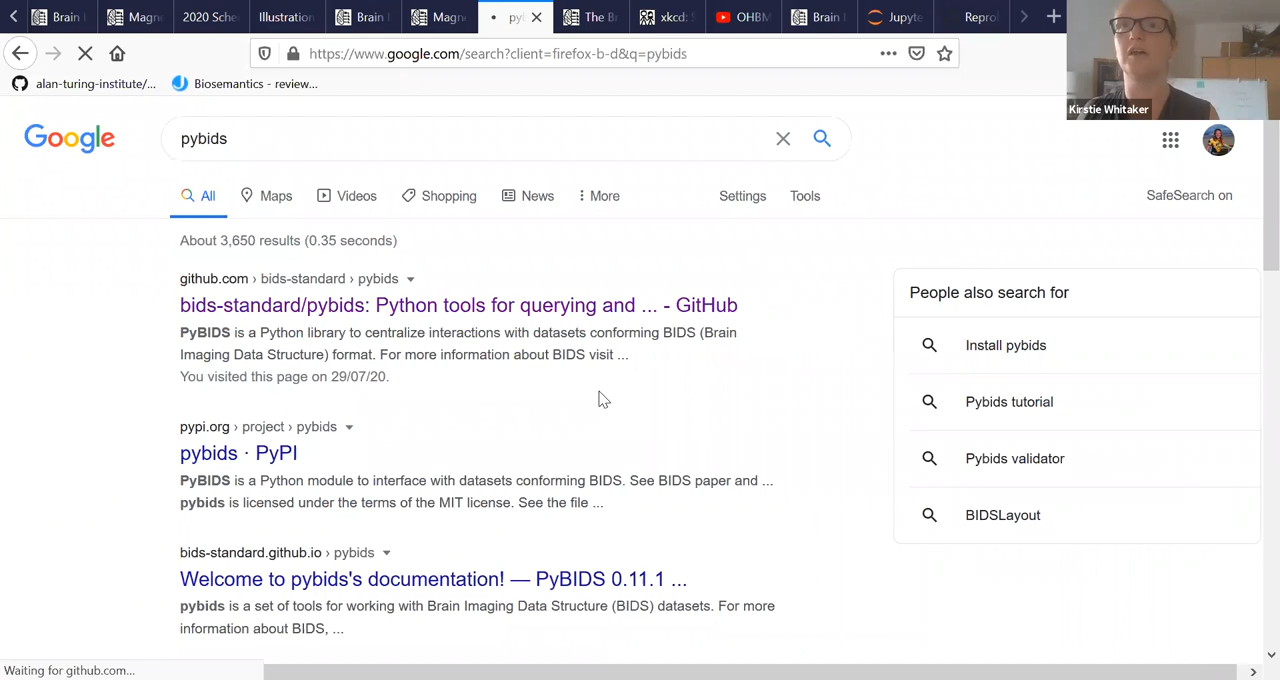 Brain
Magne
2020 Sche
Illustration
Brain
Magne
py
The Br
xkcd: S
OHBM
Brain
Jupyte
Repro
https://www.google.com/search?client=firefox-b-d&q=pybids
alan-turing-institute/...
Biosemantics - review...
Kirstie Whitaker
Google
pybids
All
Maps
Videos
Shopping
News
More
Settings
Tools
SafeSearch on
About 3,650 results (0.35 seconds)
github.com › bids-standard › pybids
bids-standard/pybids: Python tools for querying and ... - GitHub
PyBIDS is a Python library to centralize interactions with datasets conforming BIDS (Brain
Imaging Data Structure) format. For more information about BIDS visit ...
You visited this page on 29/07/20.
pypi.org › project › pybids
pybids · PyPI
PyBIDS is a Python module to interface with datasets conforming BIDS. See BIDS paper and ...
pybids is licensed under the terms of the MIT license. See the file ...
bids-standard.github.io › pybids
Welcome to pybids's documentation! — PyBIDS 0.11.1 ...
pybids is a set of tools for working with Brain Imaging Data Structure (BIDS) datasets. For more
information about BIDS, ...
People also search for
Install pybids
Pybids tutorial
Pybids validator
BIDSLayout
Waiting for github.com...